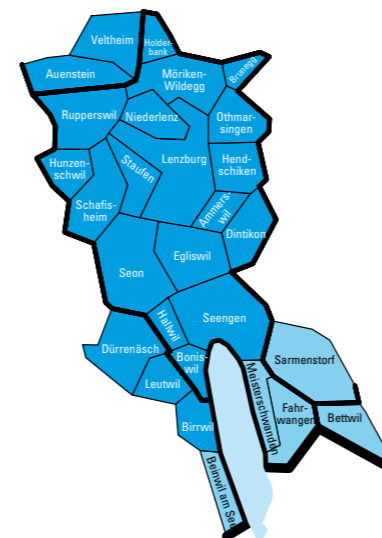 Veltheim
Holder-
bank
Auenstein
Möriken-
Wildegg
Brunegg
Rupperswil
Niederlenz
Othmar-
singen
Hunzen-
schwil
Staufen
Lenzburg
Hend-
schiken
Schafis-
heim
Ammers-
wil
Dintikon
Egliswil
Seon
Hallwil
Seengen
Dürrenäsch
Bonis-
wil
Sarmenstorf
Leutwil
Meisterschwanden
Fahr-
wangen
Bettwil
Birrwil
Beinwil am See